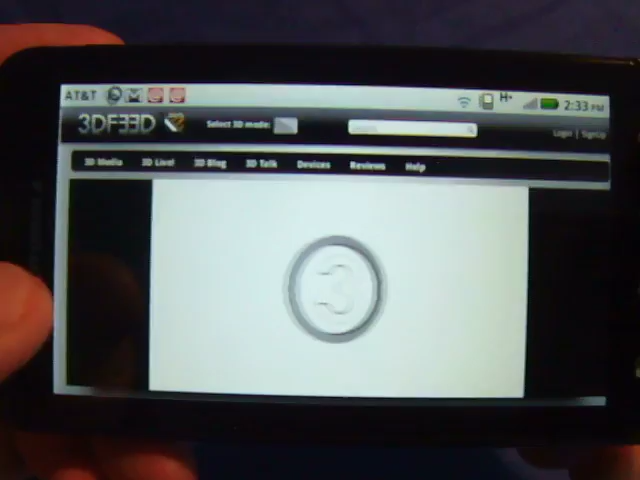 AT&T H+ 2:33 PM
3DFEED Select 3D mode:
Login | SignUp
3D Media 3D Live! 3D Blog 3D Talk Devices Reviews Help
3